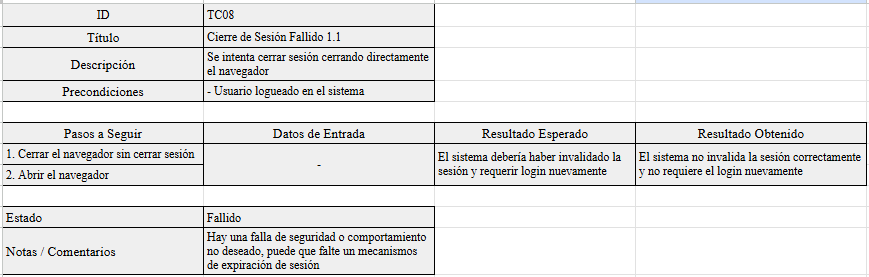 ID TC08
Título Cierre de Sesión Fallido 1.1
Descripción Se intenta cerrar sesión cerrando directamente
el navegador
Precondiciones - Usuario logueado en el sistema
Pasos a Seguir Datos de Entrada Resultado Esperado Resultado Obtenido
1. Cerrar el navegador sin cerrar sesión
2. Abrir el navegador
-
El sistema debería haber invalidado la
sesión y requerir login nuevamente
El sistema no invalida la sesión correctamente
y no requiere el login nuevamente
Estado Fallido
Notas / Comentarios Hay una falla de seguridad o comportamiento
no deseado, puede que falte un mecanismos
de expiración de sesión